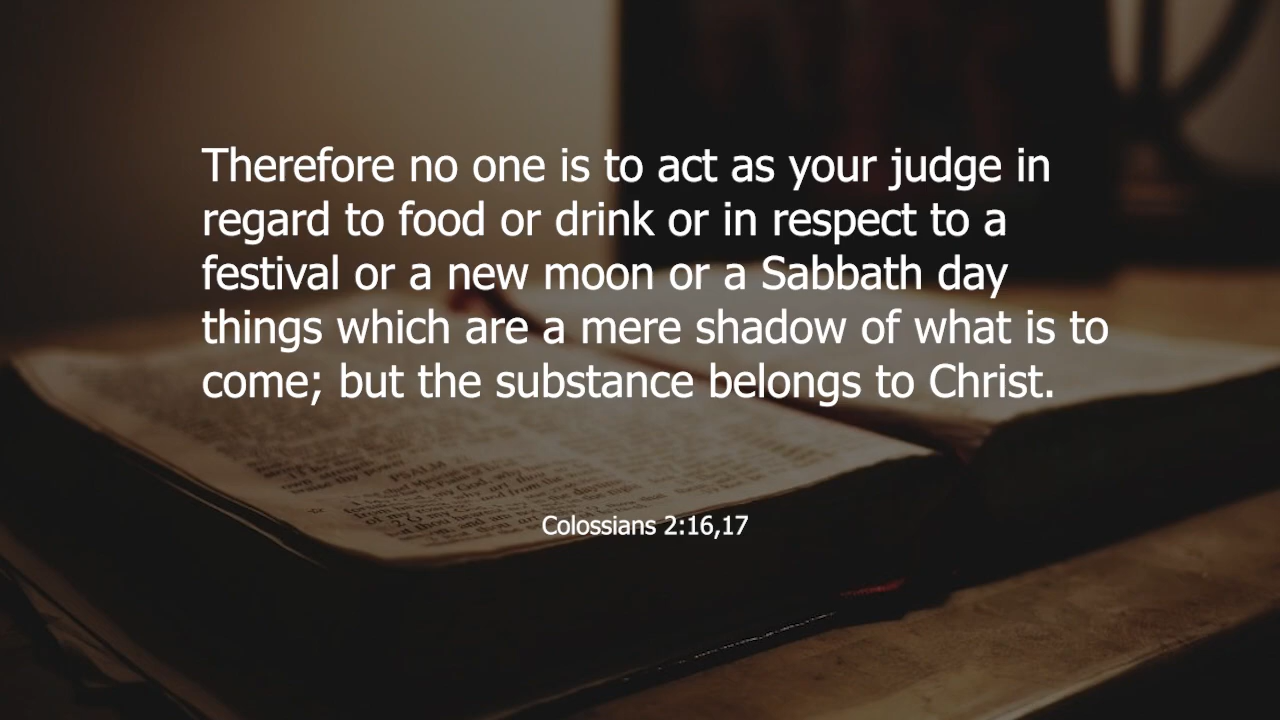 Therefore no one is to act as your judge in
regard to food or drink or in respect to a
festival or a new moon or a Sabbath day
things which are a mere shadow of what is to
come; but the substance belongs to Christ.
PSALM
Colossians 2:16,17